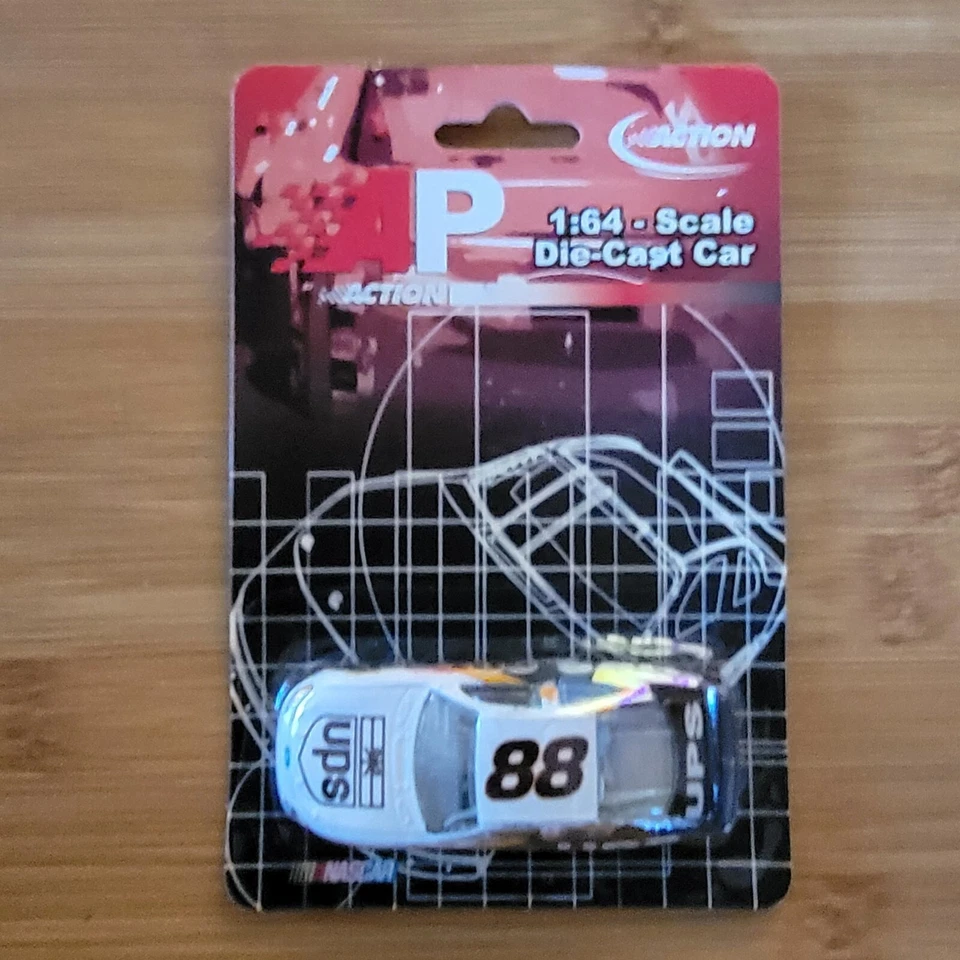 ACTION
AP
1:64 - Scale
Die-Cast Car
ACTION
ups
88
UPS
NASCAR